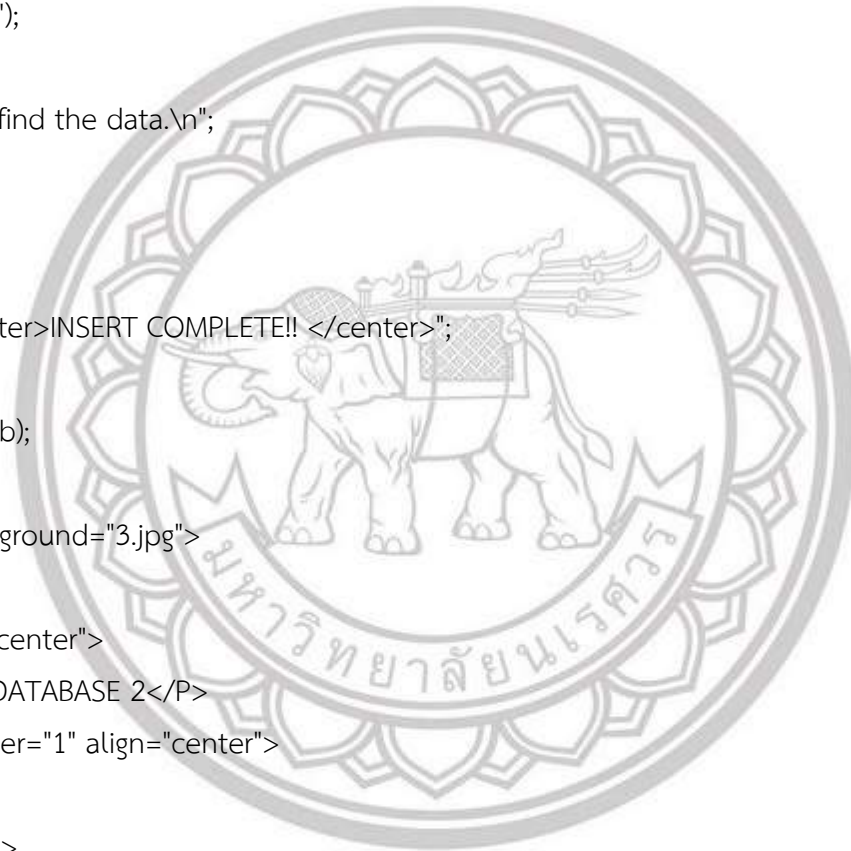 ");
find the data.\n";
ter>INSERT COMPLETE!! </center>";
b);
ground="3.jpg">
center">
DATABASE 2</P>
er="1" align="center">
>
มหาวิทยาลัยนเรศวร